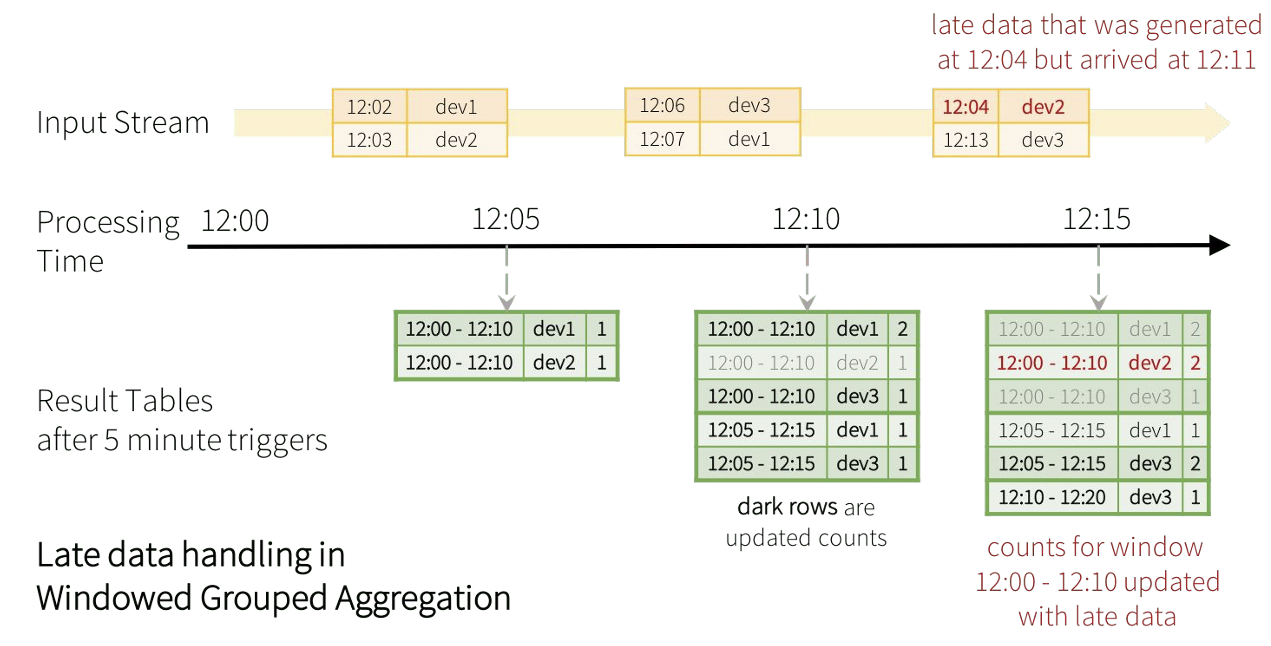 late data that was generated
at 12:04 but arrived at 12:11
Input Stream
12:02 dev1
12:03 dev2
12:06 dev3
12:07 dev1
12:04 dev2
12:13 dev3
Processing
Time
12:00
12:05
12:10
12:15
12:00 - 12:10 dev1 1
12:00 - 12:10 dev2 1
12:00 - 12:10 dev1 2
12:00 - 12:10 dev2 1
12:00 - 12:10 dev3 1
12:05 - 12:15 dev1 1
12:05 - 12:15 dev3 1
12:00 - 12:10 dev1 2
12:00 - 12:10 dev2 2
12:00 - 12:10 dev3 1
12:05 - 12:15 dev1 1
12:05 - 12:15 dev3 2
12:10 - 12:20 dev3 1
Result Tables
after 5 minute triggers
dark rows are
updated counts
counts for window
12:00 - 12:10 updated
with late data
Late data handling in
Windowed Grouped Aggregation